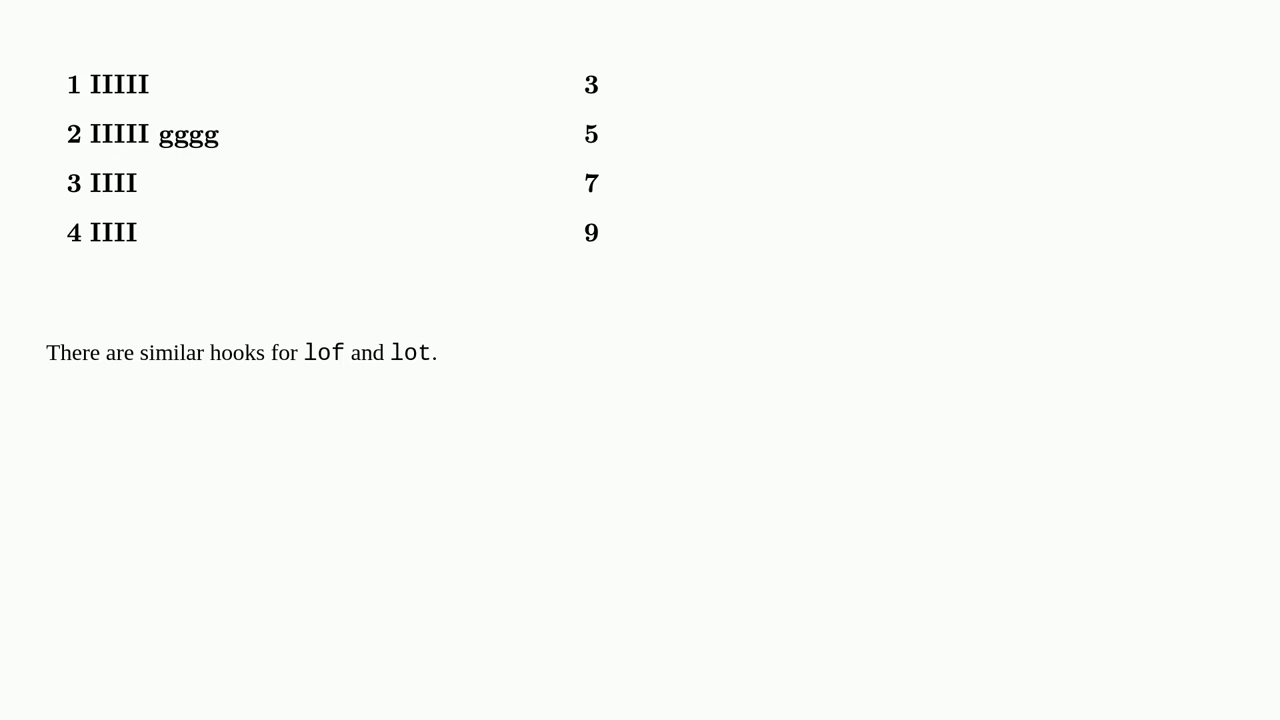 1 IIIII 3
2 IIIII gggg 5
3 IIII 7
4 IIII 9
There are similar hooks for lof and lot.